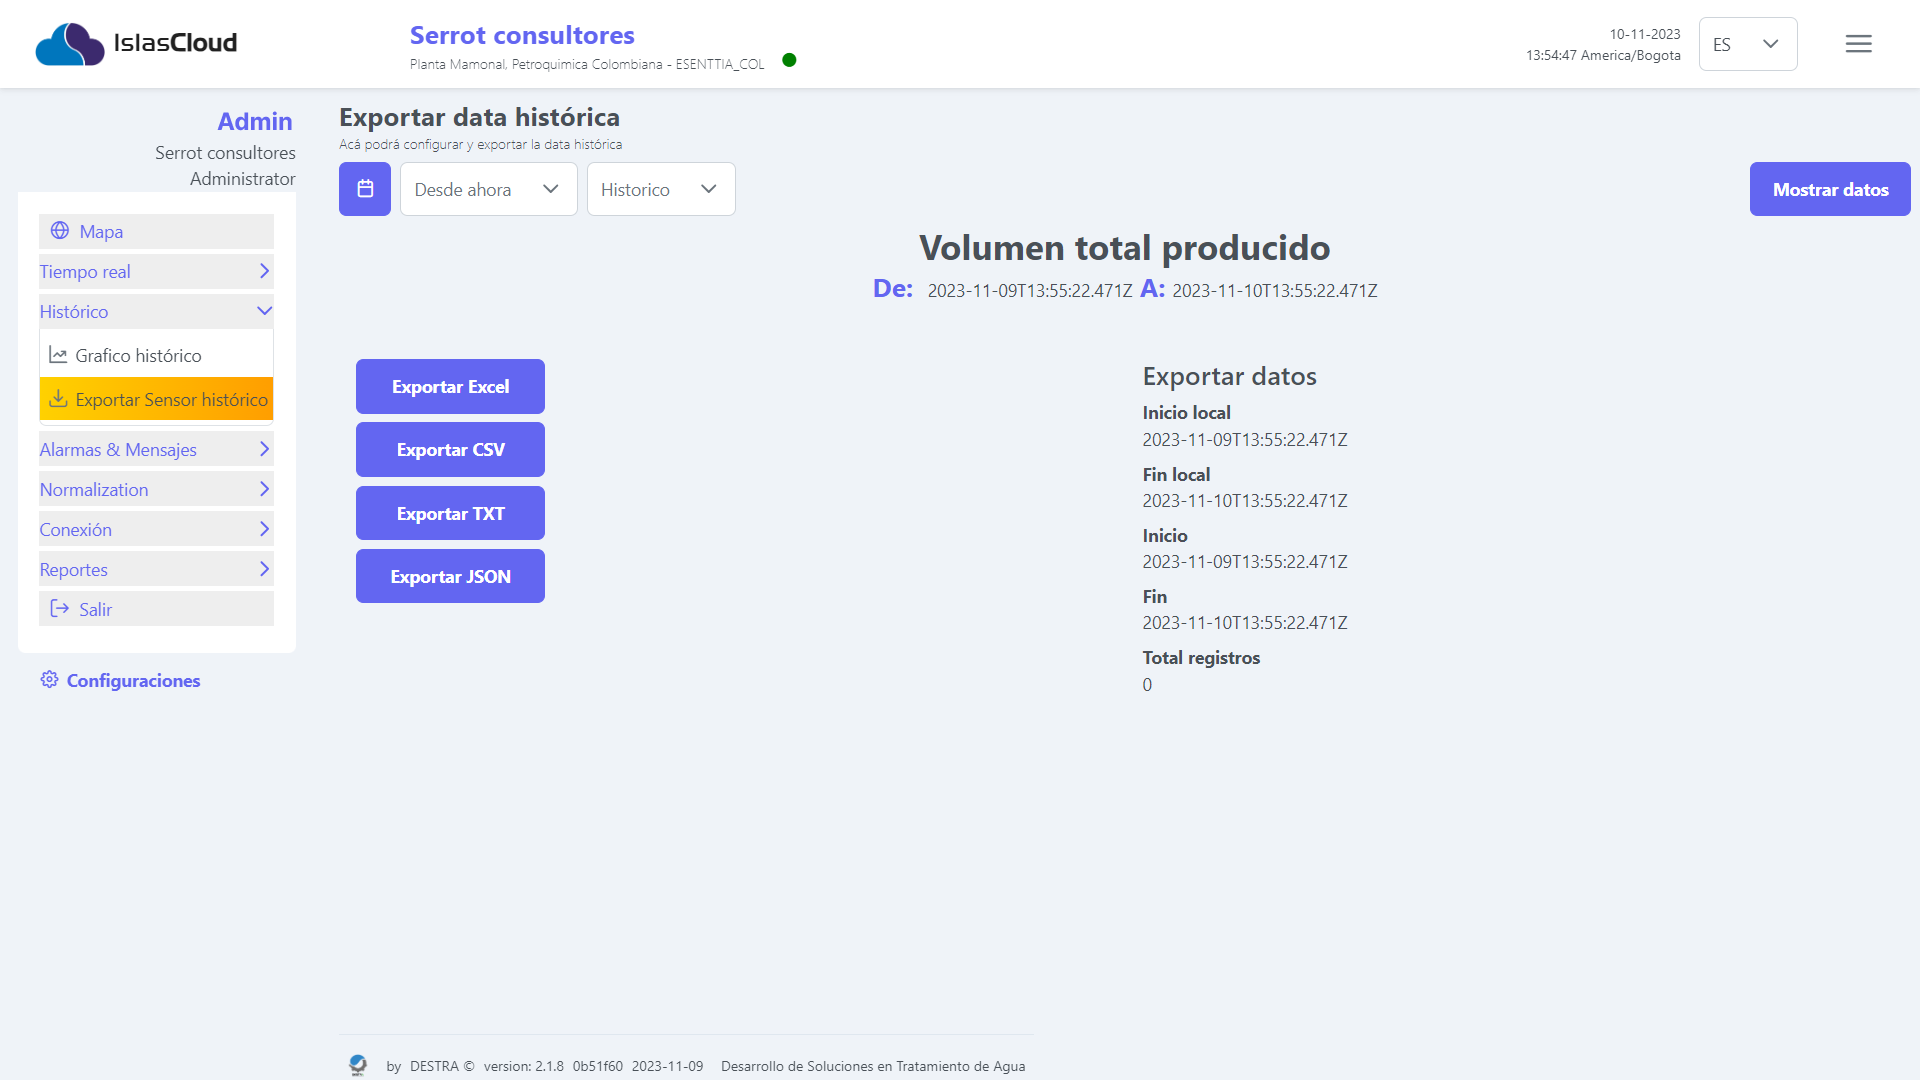 IslasCloud
Serrot consultores
Planta Mamonal, Petroquimica Colombiana - ESENTTIA_COL
10-11-2023
13:54:47 America/Bogota
ES
Admin
Serrot consultores
Administrator
Mapa
Tiempo real
Histórico
Grafico histórico
Exportar Sensor histórico
Alarmas & Mensajes
Normalization
Conexión
Reportes
Salir
Configuraciones
Exportar data histórica
Acá podrá configurar y exportar la data histórica
Desde ahora
Historico
Mostrar datos
Volumen total producido
De: 2023-11-09T13:55:22.471Z A: 2023-11-10T13:55:22.471Z
Exportar Excel
Exportar CSV
Exportar TXT
Exportar JSON
Exportar datos
Inicio local
2023-11-09T13:55:22.471Z
Fin local
2023-11-10T13:55:22.471Z
Inicio
2023-11-09T13:55:22.471Z
Fin
2023-11-10T13:55:22.471Z
Total registros
0
by DESTRA © version: 2.1.8 0b51f60 2023-11-09 Desarrollo de Soluciones en Tratamiento de Agua